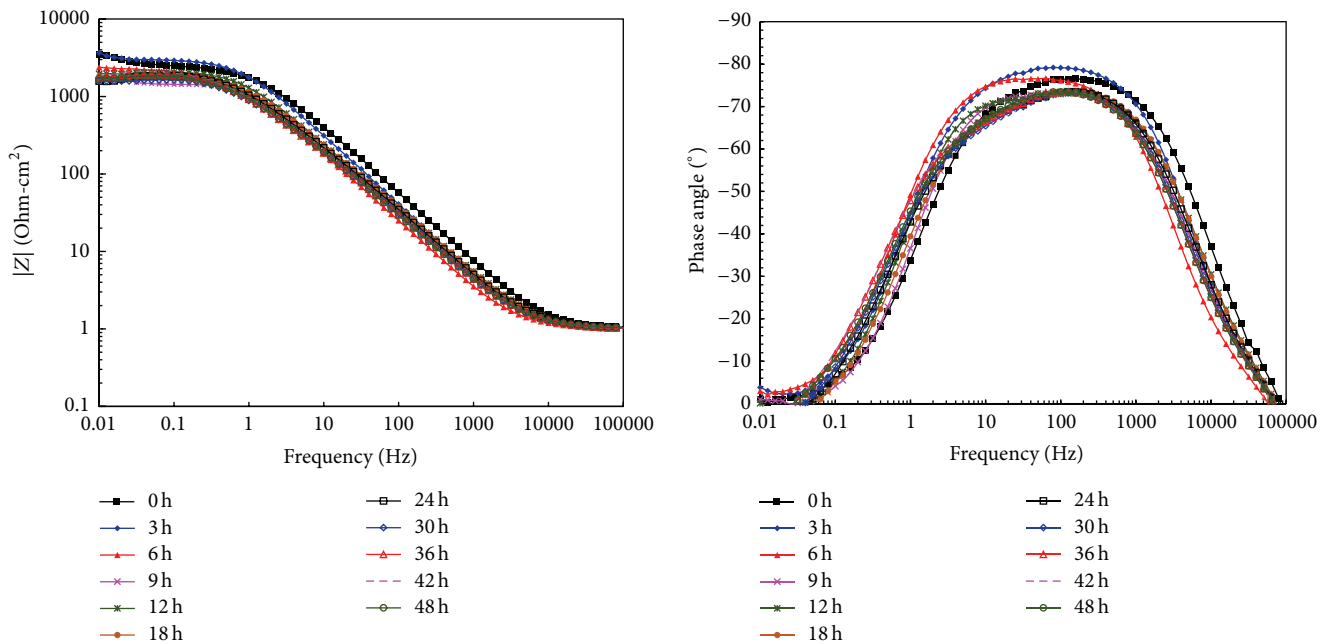 10000
1000
100
10
1
0.1
|Z| (Ohm-cm²)
0.01 0.1 1 10 100 1000 10000 100000
Frequency (Hz)
0 h
3 h
6 h
9 h
12 h
18 h
24 h
30 h
36 h
42 h
48 h
−90
−80
−70
−60
−50
−40
−30
−20
−10
0
Phase angle (°)
0.01 0.1 1 10 100 1000 10000 100000
Frequency (Hz)
0 h
3 h
6 h
9 h
12 h
18 h
24 h
30 h
36 h
42 h
48 h